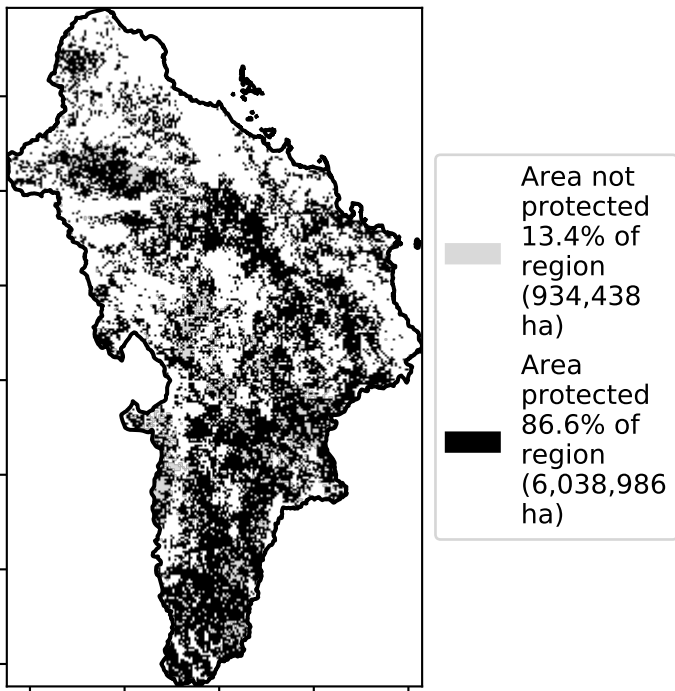 Area not
protected
13.4% of
region
(934,438
ha)
Area
protected
86.6% of
region
(6,038,986
ha)